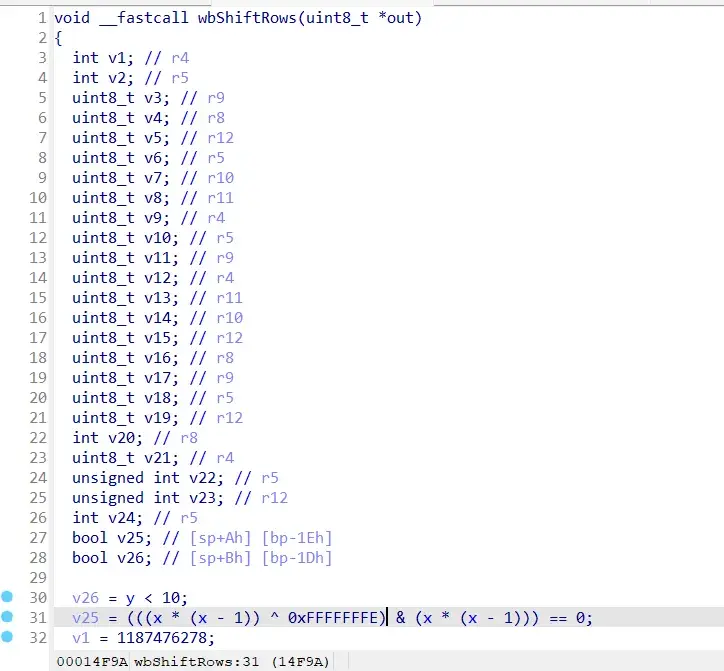 1 void __fastcall wbShiftRows(uint8_t *out)
2 {
3 int v1; // r4
4 int v2; // r5
5 uint8_t v3; // r9
6 uint8_t v4; // r8
7 uint8_t v5; // r12
8 uint8_t v6; // r5
9 uint8_t v7; // r10
10 uint8_t v8; // r11
11 uint8_t v9; // r4
12 uint8_t v10; // r5
13 uint8_t v11; // r9
14 uint8_t v12; // r4
15 uint8_t v13; // r11
16 uint8_t v14; // r10
17 uint8_t v15; // r12
18 uint8_t v16; // r8
19 uint8_t v17; // r9
20 uint8_t v18; // r5
21 uint8_t v19; // r12
22 int v20; // r8
23 uint8_t v21; // r4
24 unsigned int v22; // r5
25 unsigned int v23; // r12
26 int v24; // r5
27 bool v25; // [sp+Ah] [bp-1Eh]
28 bool v26; // [sp+Bh] [bp-1Dh]
29
30 v26 = y < 10;
31 v25 = (((x * (x - 1)) ^ 0xFFFFFFFE) & (x * (x - 1))) == 0;
32 v1 = 1187476278;
00014F9A wbShiftRows:31 (14F9A)